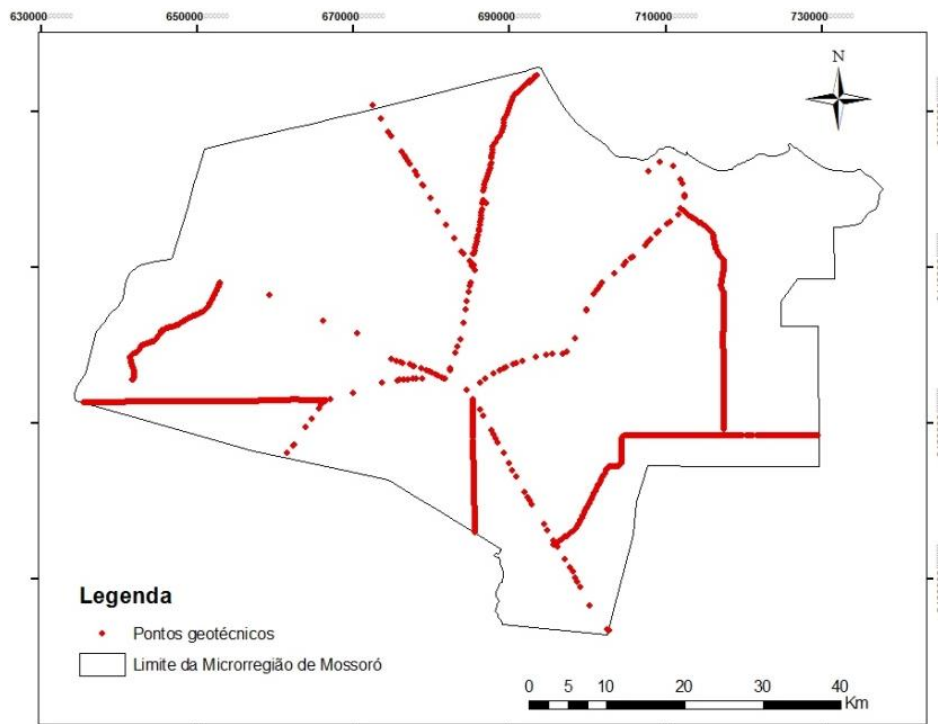 630000 650000 670000 690000 710000 730000
N
Legenda
Pontos geotécnicos
Limite da Microrregião de Mossoró
0 5 10 20 30 40
Km